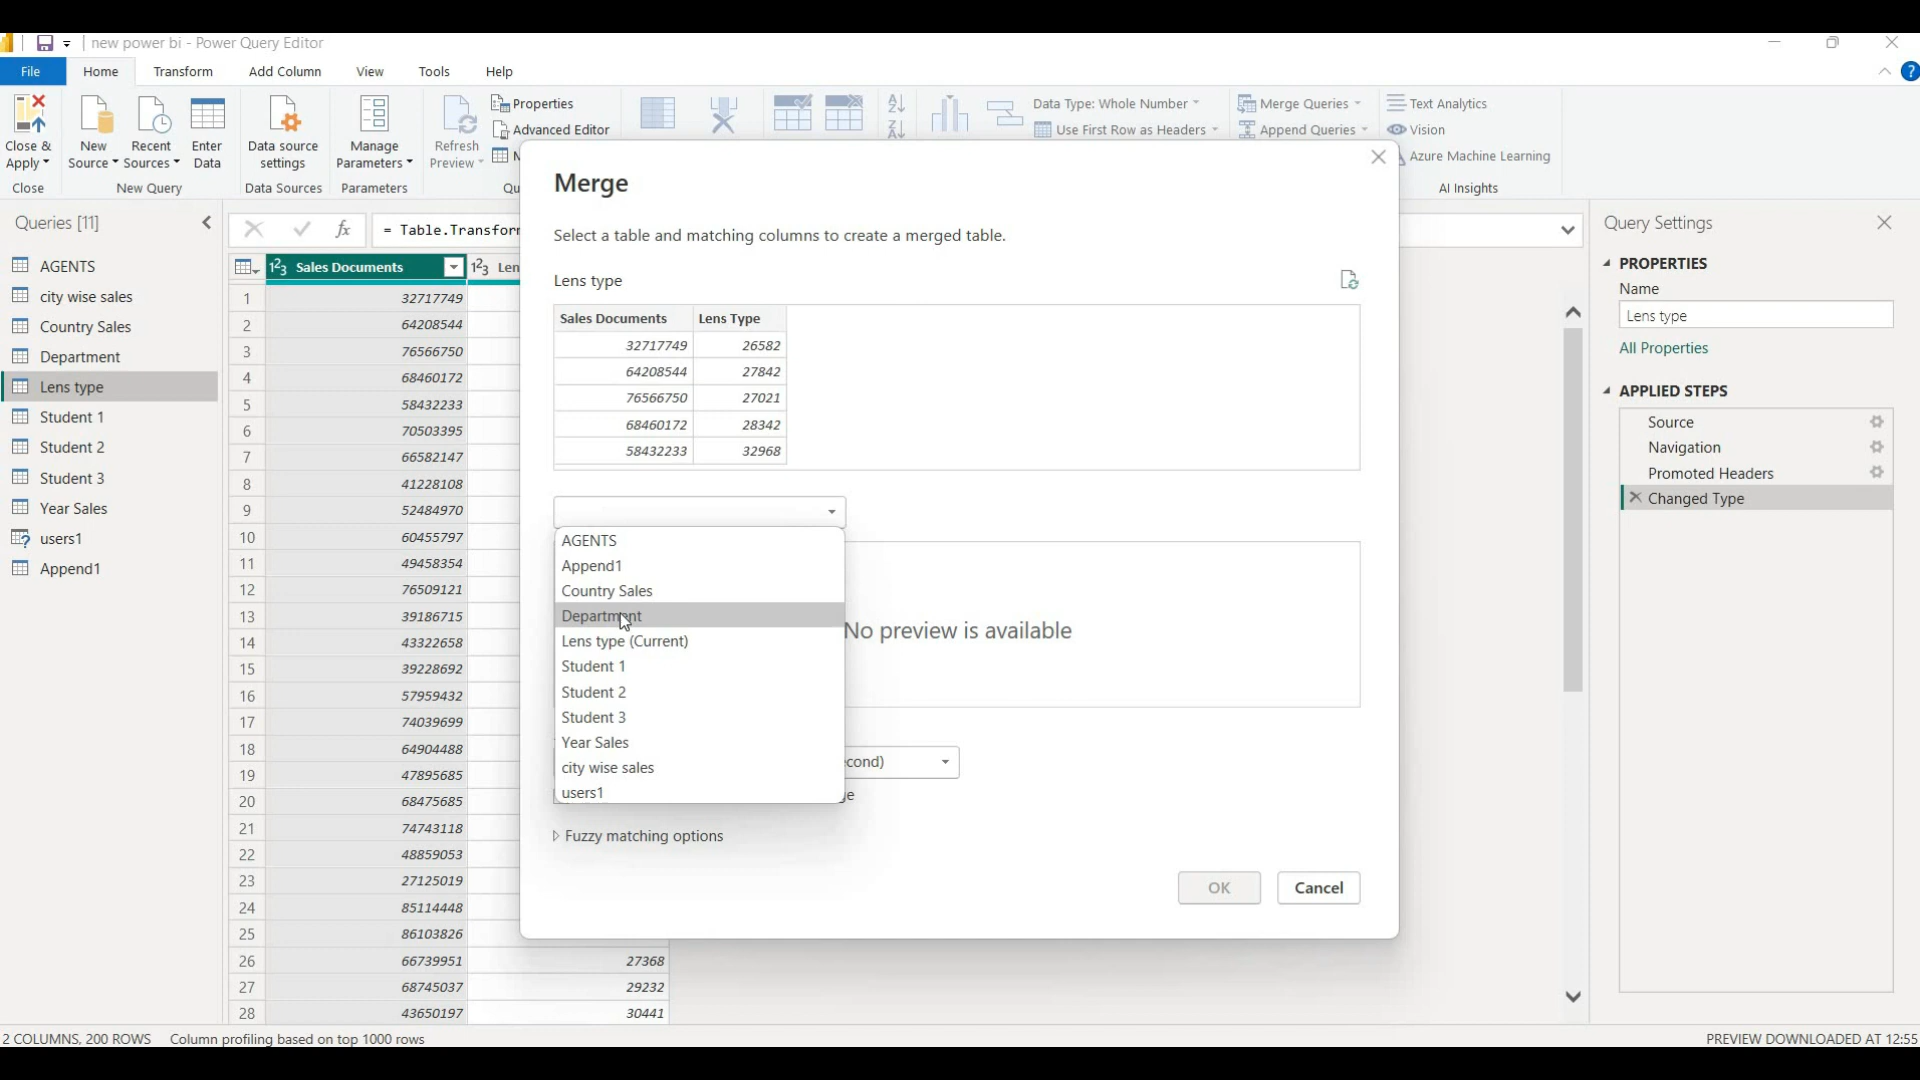 new power bi - Power Query Editor
File Home Transform Add Column View Tools Help
?
Close & Apply
New Source
Recent Sources
Enter Data
Data source settings
Manage Parameters
Refresh Preview
Properties
Advanced Editor
Data Type: Whole Number
Use First Row as Headers
Merge Queries
Append Queries
Text Analytics
Vision
Azure Machine Learning
Close
New Query
Data Sources
Parameters
AI Insights
Queries [11]
AGENTS
city wise sales
Country Sales
Department
Lens type
Student 1
Student 2
Student 3
Year Sales
users1
Append1
fx
= Table.Transfor
1²3 Sales Documents 1²3 Len
1 32717749
2 64208544
3 76566750
4 68460172
5 58432233
6 70503395
7 66582147
8 41228108
9 52484970
10 60455797
11 49458354
12 76509121
13 39186715
14 43322658
15 39228692
16 57959432
17 74039699
18 64904488
19 47895685
20 68475685
21 74743118
22 48859053
23 27125019
24 85114448
25 86103826
26 66739951 27368
27 68745037 29232
28 43650197 30441
Merge
Select a table and matching columns to create a merged table.
Lens type
Sales Documents Lens Type
32717749 26582
64208544 27842
76566750 27021
68460172 28342
58432233 32968
AGENTS
Append1
Country Sales
Department
Lens type (Current)
Student 1
Student 2
Student 3
Year Sales
city wise sales
users1
No preview is available
econd)
Fuzzy matching options
OK
Cancel
Query Settings
PROPERTIES
Name
Lens type
All Properties
APPLIED STEPS
Source
Navigation
Promoted Headers
Changed Type
2 COLUMNS, 200 ROWS Column profiling based on top 1000 rows
PREVIEW DOWNLOADED AT 12:55